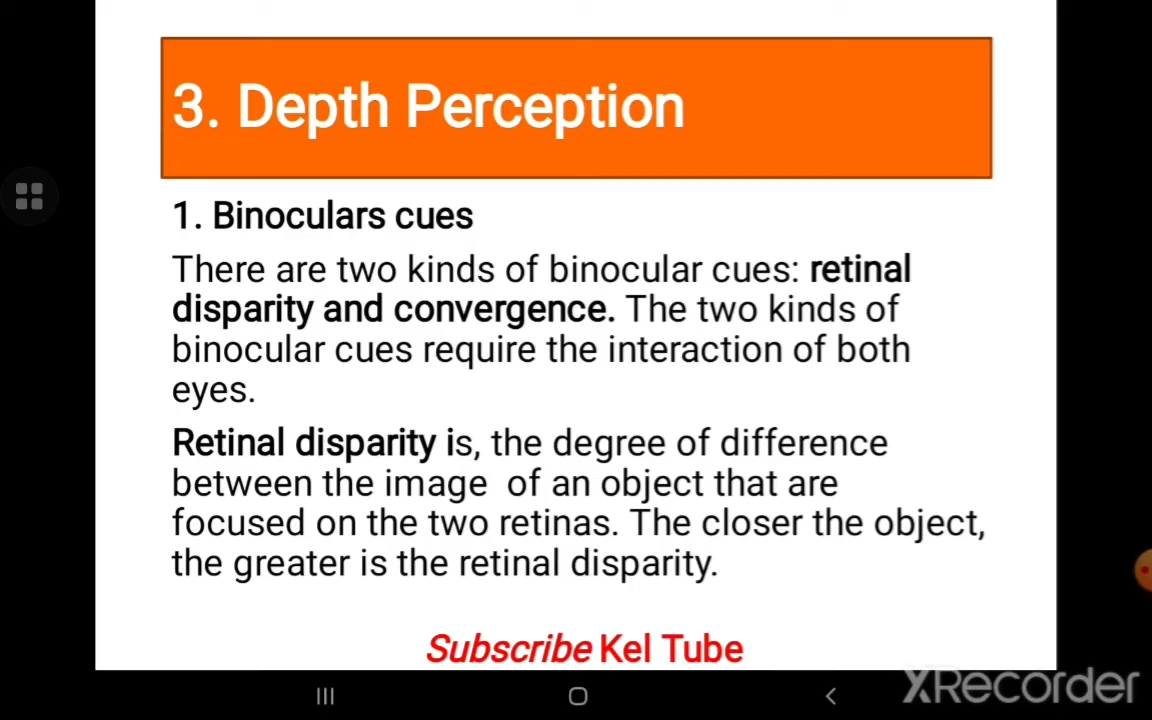 3. Depth Perception
1. Binoculars cues
There are two kinds of binocular cues: retinal
disparity and convergence. The two kinds of
binocular cues require the interaction of both
eyes.
Retinal disparity is, the degree of difference
between the image of an object that are
focused on the two retinas. The closer the object,
the greater is the retinal disparity.
Subscribe Kel Tube
XRecorder